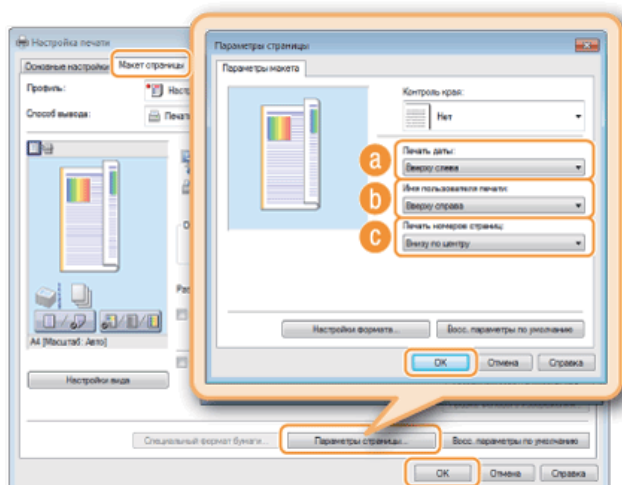 Настройка печати
Основные настройки
Макет страницы
Профиль:
Способ вывода:
A4 [Масштаб: Авто]
Настройки вида
Специальный формат бумаги...
Параметры страницы...
Восс. параметры по умолчанию
OK
Отмена
Справка
Параметры страницы
Параметры макета
Контроль края:
Нет
a
Печать даты:
Вверху слева
b
Имя пользователя печати:
Вверху справа
c
Печать номеров страниц:
Внизу по центру
Настройки формата...
Восс. параметры по умолчанию
OK
Отмена
Справка